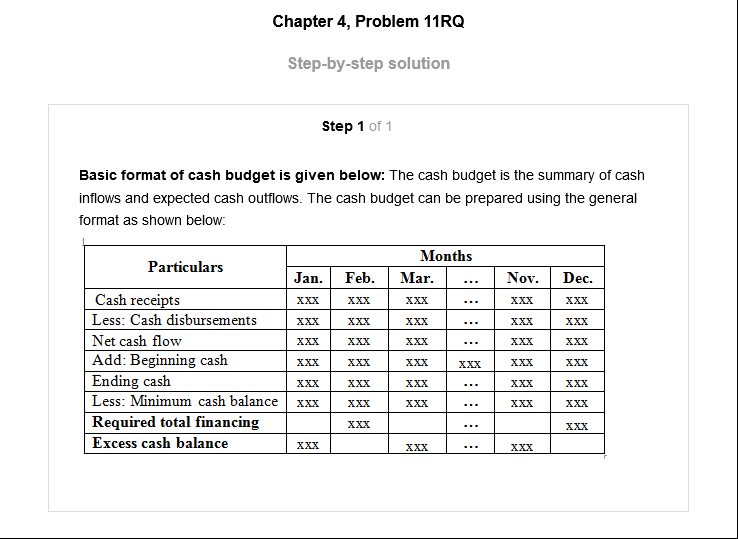 Chapter 4, Problem 11RQ
Step-by-step solution
Step 1 of 1
Basic format of cash budget is given below: The cash budget is the summary of cash
inflows and expected cash outflows. The cash budget can be prepared using the general
format as shown below:
Particulars Months
Jan. Feb. Mar. ... Nov. Dec.
Cash receipts xxx xxx xxx ... xxx xxx
Less: Cash disbursements xxx xxx xxx ... xxx xxx
Net cash flow xxx xxx xxx ... xxx xxx
Add: Beginning cash xxx xxx xxx xxx xxx xxx
Ending cash xxx xxx xxx ... xxx xxx
Less: Minimum cash balance xxx xxx xxx ... xxx xxx
Required total financing xxx ... xxx
Excess cash balance xxx xxx ... xxx